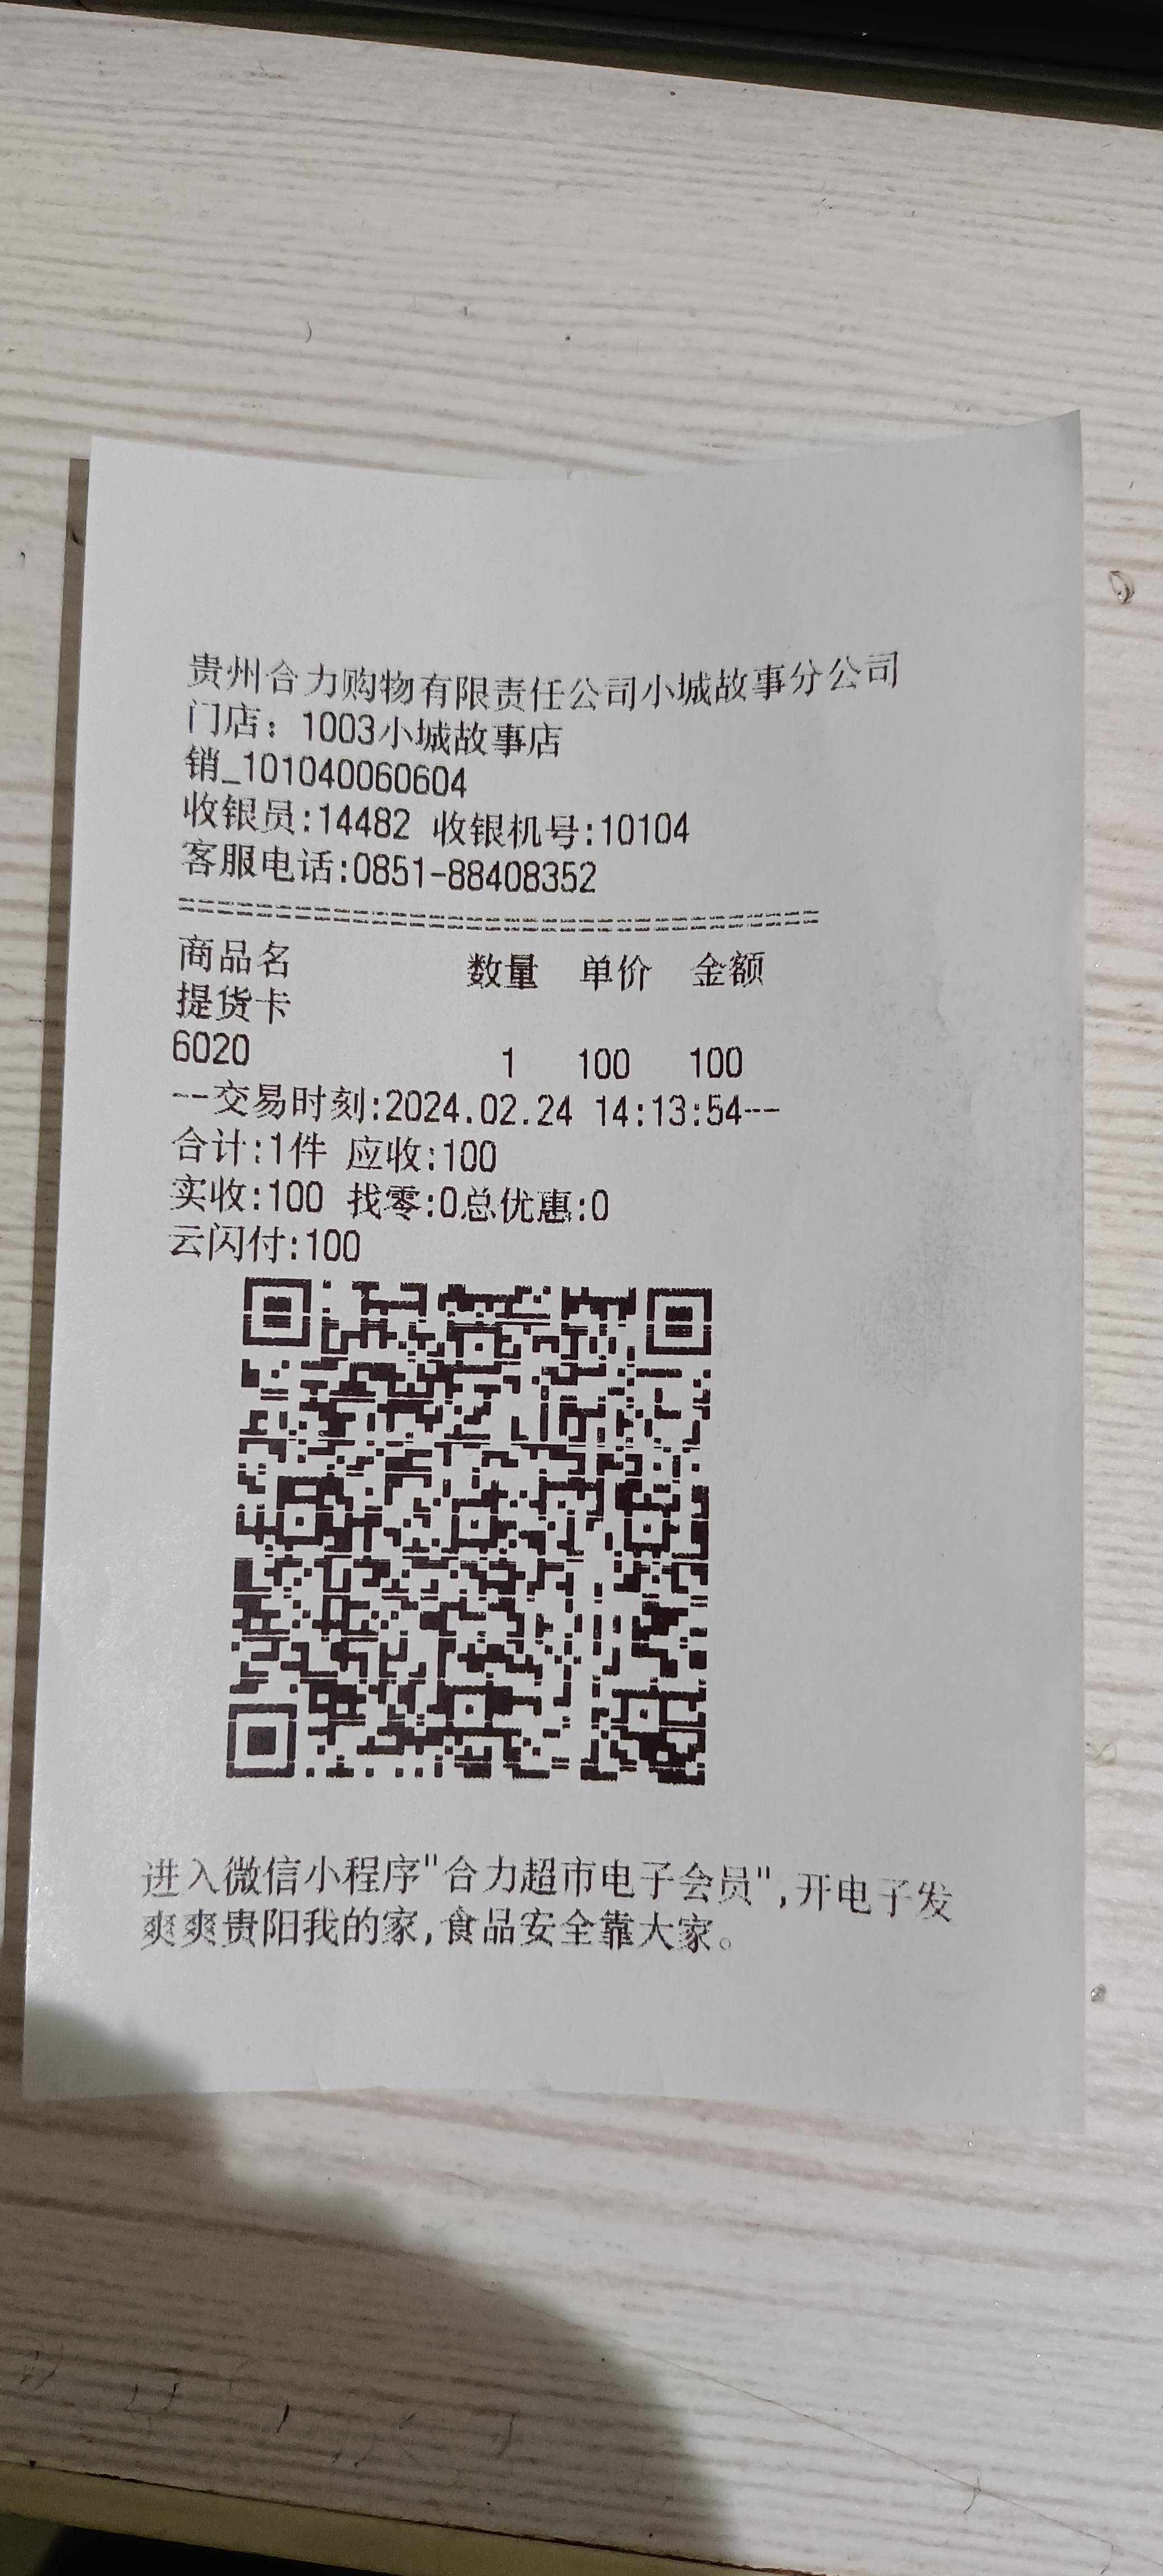 贵州合力购物有限责任公司小城故事分公司
门店：1003小城故事店
销_101040060604
收银员:14482 收银机号:10104
客服电话:0851-88408352
商品名 数量 单价 金额
提货卡
6020 1 100 100
--交易时刻:2024.02.24 14:13:54--
合计:1件 应收:100
实收:100 找零:0总优惠:0
云闪付:100
进入微信小程序"合力超市电子会员",开电子发
爽爽贵阳我的家,食品安全靠大家。